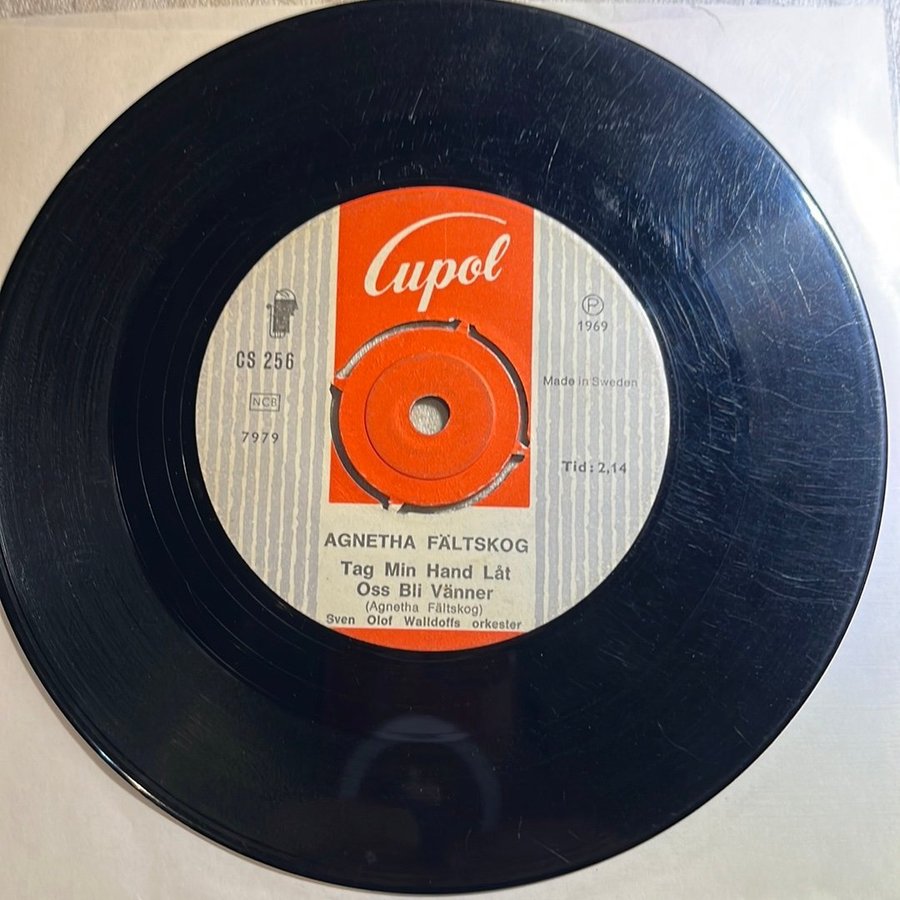 Cupol
CS 256
NCB
7979
℗
1969
Made in Sweden
Tid: 2,14
AGNETHA FÄLTSKOG
Tag Min Hand Låt
Oss Bli Vänner
(Agnetha Fältskog)
Sven Olof Walldoffs orkester